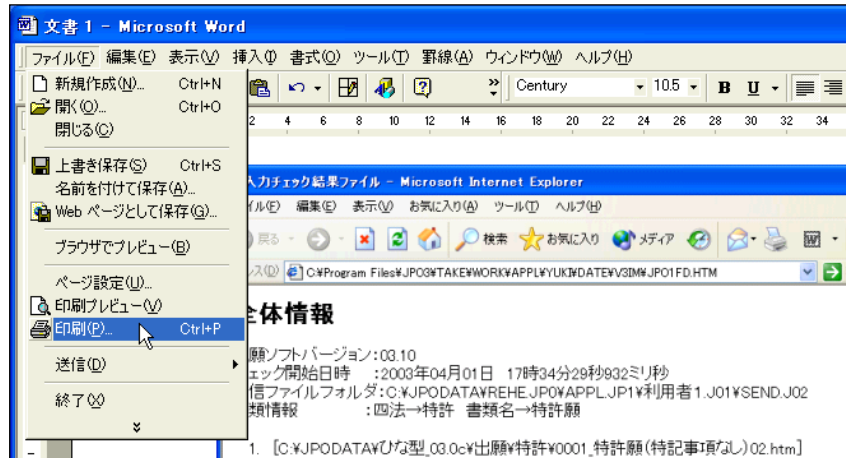 文書 1 - Microsoft Word
ファイル(F) 編集(E) 表示(V) 挿入(I) 書式(O) ツール(T) 罫線(A) ウィンドウ(W) ヘルプ(H)
Century 10.5 B U
2 4 6 8 10 12 14 16 18 20 22 24 26 28 30 32 34
新規作成(N)... Ctrl+N
開く(O)... Ctrl+O
閉じる(C)
上書き保存(S) Ctrl+S
名前を付けて保存(A)...
Web ページとして保存(G)...
ブラウザでプレビュー(B)
ページ設定(U)...
印刷プレビュー(V)
印刷(P)... Ctrl+P
送信(D)
終了(X)
入力チェック結果ファイル - Microsoft Internet Explorer
イル(F) 編集(E) 表示(V) お気に入り(A) ツール(T) ヘルプ(H)
戻る 検索 お気に入り メディア
レス(D) C:¥Program Files¥JPO3¥TAKE¥WORK¥APPL¥YUKI¥DATE¥V3IM¥JPO1FD.HTM
全体情報
願ソフトバージョン:03.10
ェック開始日時 :2003年04月01日 17時34分29秒932ミリ秒
信ファイルフォルダ:C:¥JPODATA¥REHE.JP0¥APPL.JP1¥利用者1.J01¥SEND.J02
類情報 :四法→特許 書類名→特許願
1. [C:¥JPODATA¥ひな型_03.0c¥出願¥特許¥0001_特許願(特記事項なし)02.htm]